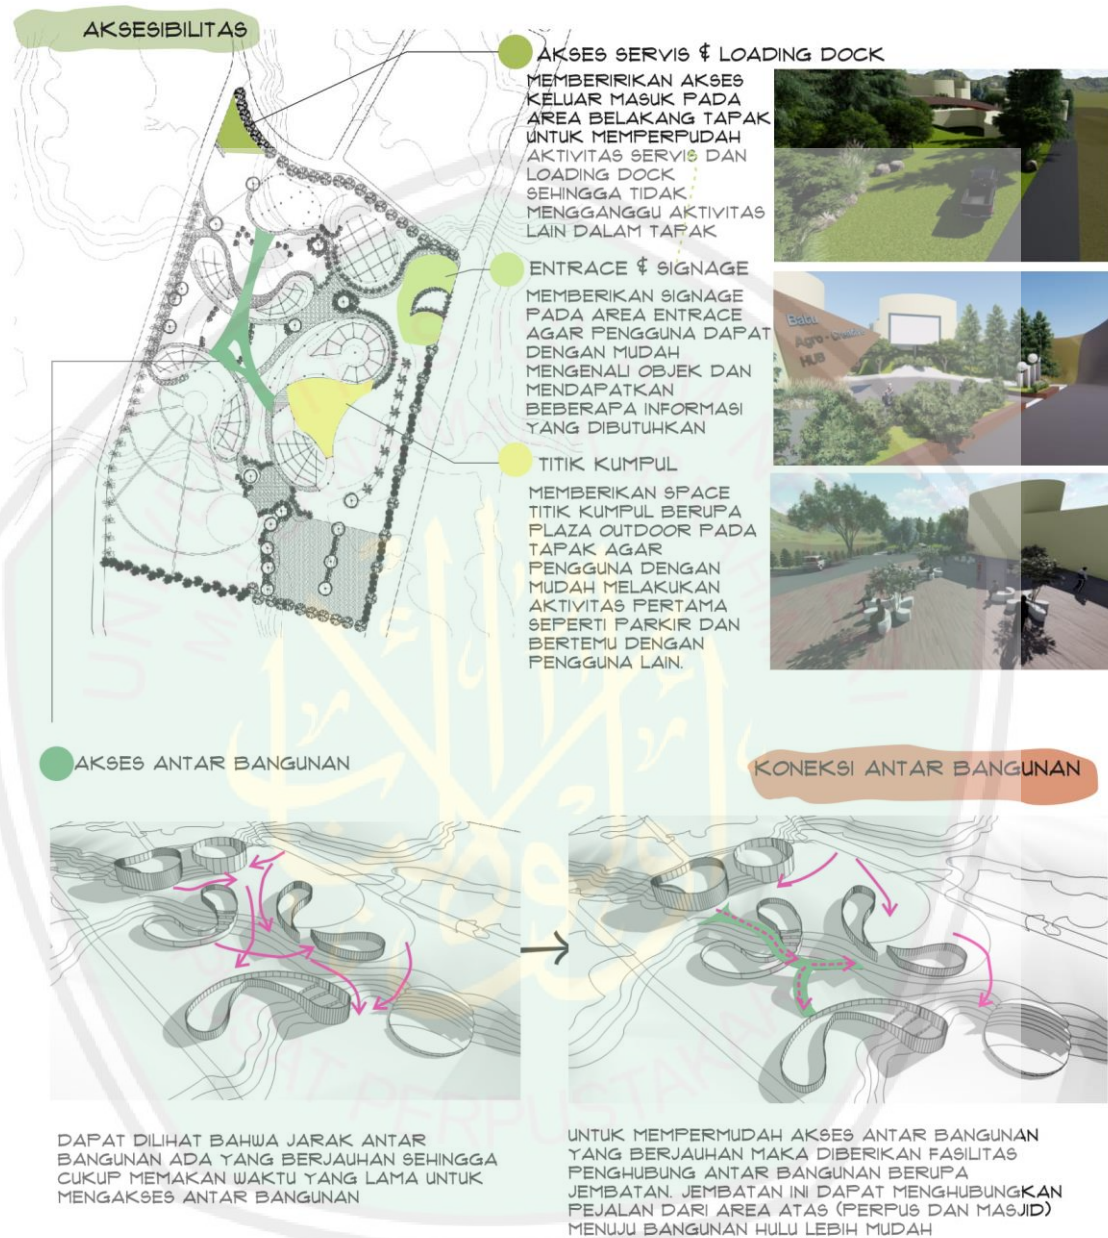 AKSESIBILITAS
AKSES SERVIS & LOADING DOCK
MEMBERIRIKAN AKSES
KELUAR MASUK PADA
AREA BELAKANG TAPAK
UNTUK MEMPERPUDAH
AKTIVITAS SERVIS DAN
LOADING DOCK
SEHINGGA TIDAK
MENGGANGGU AKTIVITAS
LAIN DALAM TAPAK
ENTRACE & SIGNAGE
MEMBERIKAN SIGNAGE
PADA AREA ENTRACE
AGAR PENGGUNA DAPAT
DENGAN MUDAH
MENGENALI OBJEK DAN
MENDAPATKAN
BEBERAPA INFORMASI
YANG DIBUTUHKAN
Batu
Agro
HUB
TITIK KUMPUL
MEMBERIKAN SPACE
TITIK KUMPUL BERUPA
PLAZA OUTDOOR PADA
TAPAK AGAR
PENGGUNA DENGAN
MUDAH MELAKUKAN
AKTIVITAS PERTAMA
SEPERTI PARKIR DAN
BERTEMU DENGAN
PENGGUNA LAIN.
AKSES ANTAR BANGUNAN
KONEKSI ANTAR BANGUNAN
DAPAT DILIHAT BAHWA JARAK ANTAR
BANGUNAN ADA YANG BERJAUHAN SEHINGGA
CUKUP MEMAKAN WAKTU YANG LAMA UNTUK
MENGAKSES ANTAR BANGUNAN
UNTUK MEMPERMUDAH AKSES ANTAR BANGUNAN
YANG BERJAUHAN MAKA DIBERIKAN FASILITAS
PENGHUBUNG ANTAR BANGUNAN BERUPA
JEMBATAN. JEMBATAN INI DAPAT MENGHUBUNGKAN
PEJALAN DARI AREA ATAS (PERPUS DAN MASJID)
MENUJU BANGUNAN HULU LEBIH MUDAH